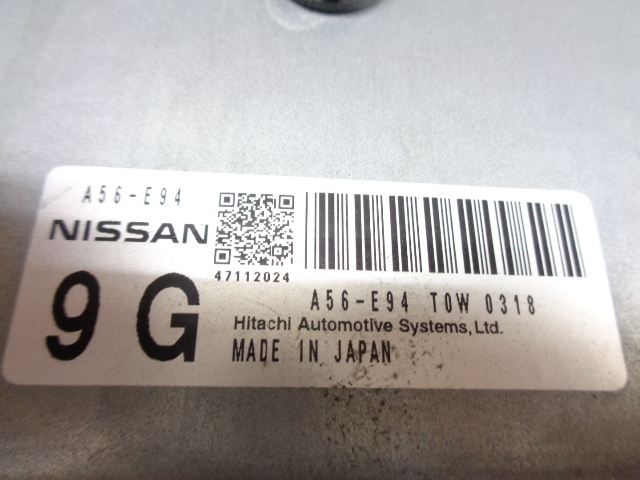 A56-E94
NISSAN
47112024
9 G
A56-E94 T0W 0318
Hitachi Automotive Systems, Ltd.
MADE IN JAPAN